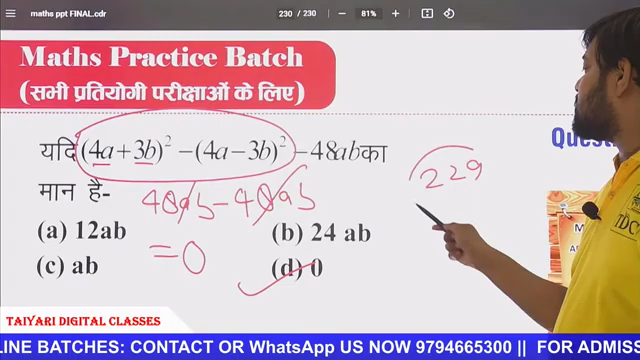 maths ppt FINAL.cdr
230 / 230
81%
Maths Practice Batch
(सभी प्रतियोगी परीक्षाओं के लिए)
यदि (4a+3b)² −(4a−3b)² −48abका
मान है-
48ab-48ab
229
(a) 12ab
(b) 24 ab
=0
(c) ab
(d) 0
TAIYARI DIGITAL CLASSES
LINE BATCHES: CONTACT OR WhatsApp US NOW 9794665300 || FOR ADMISS